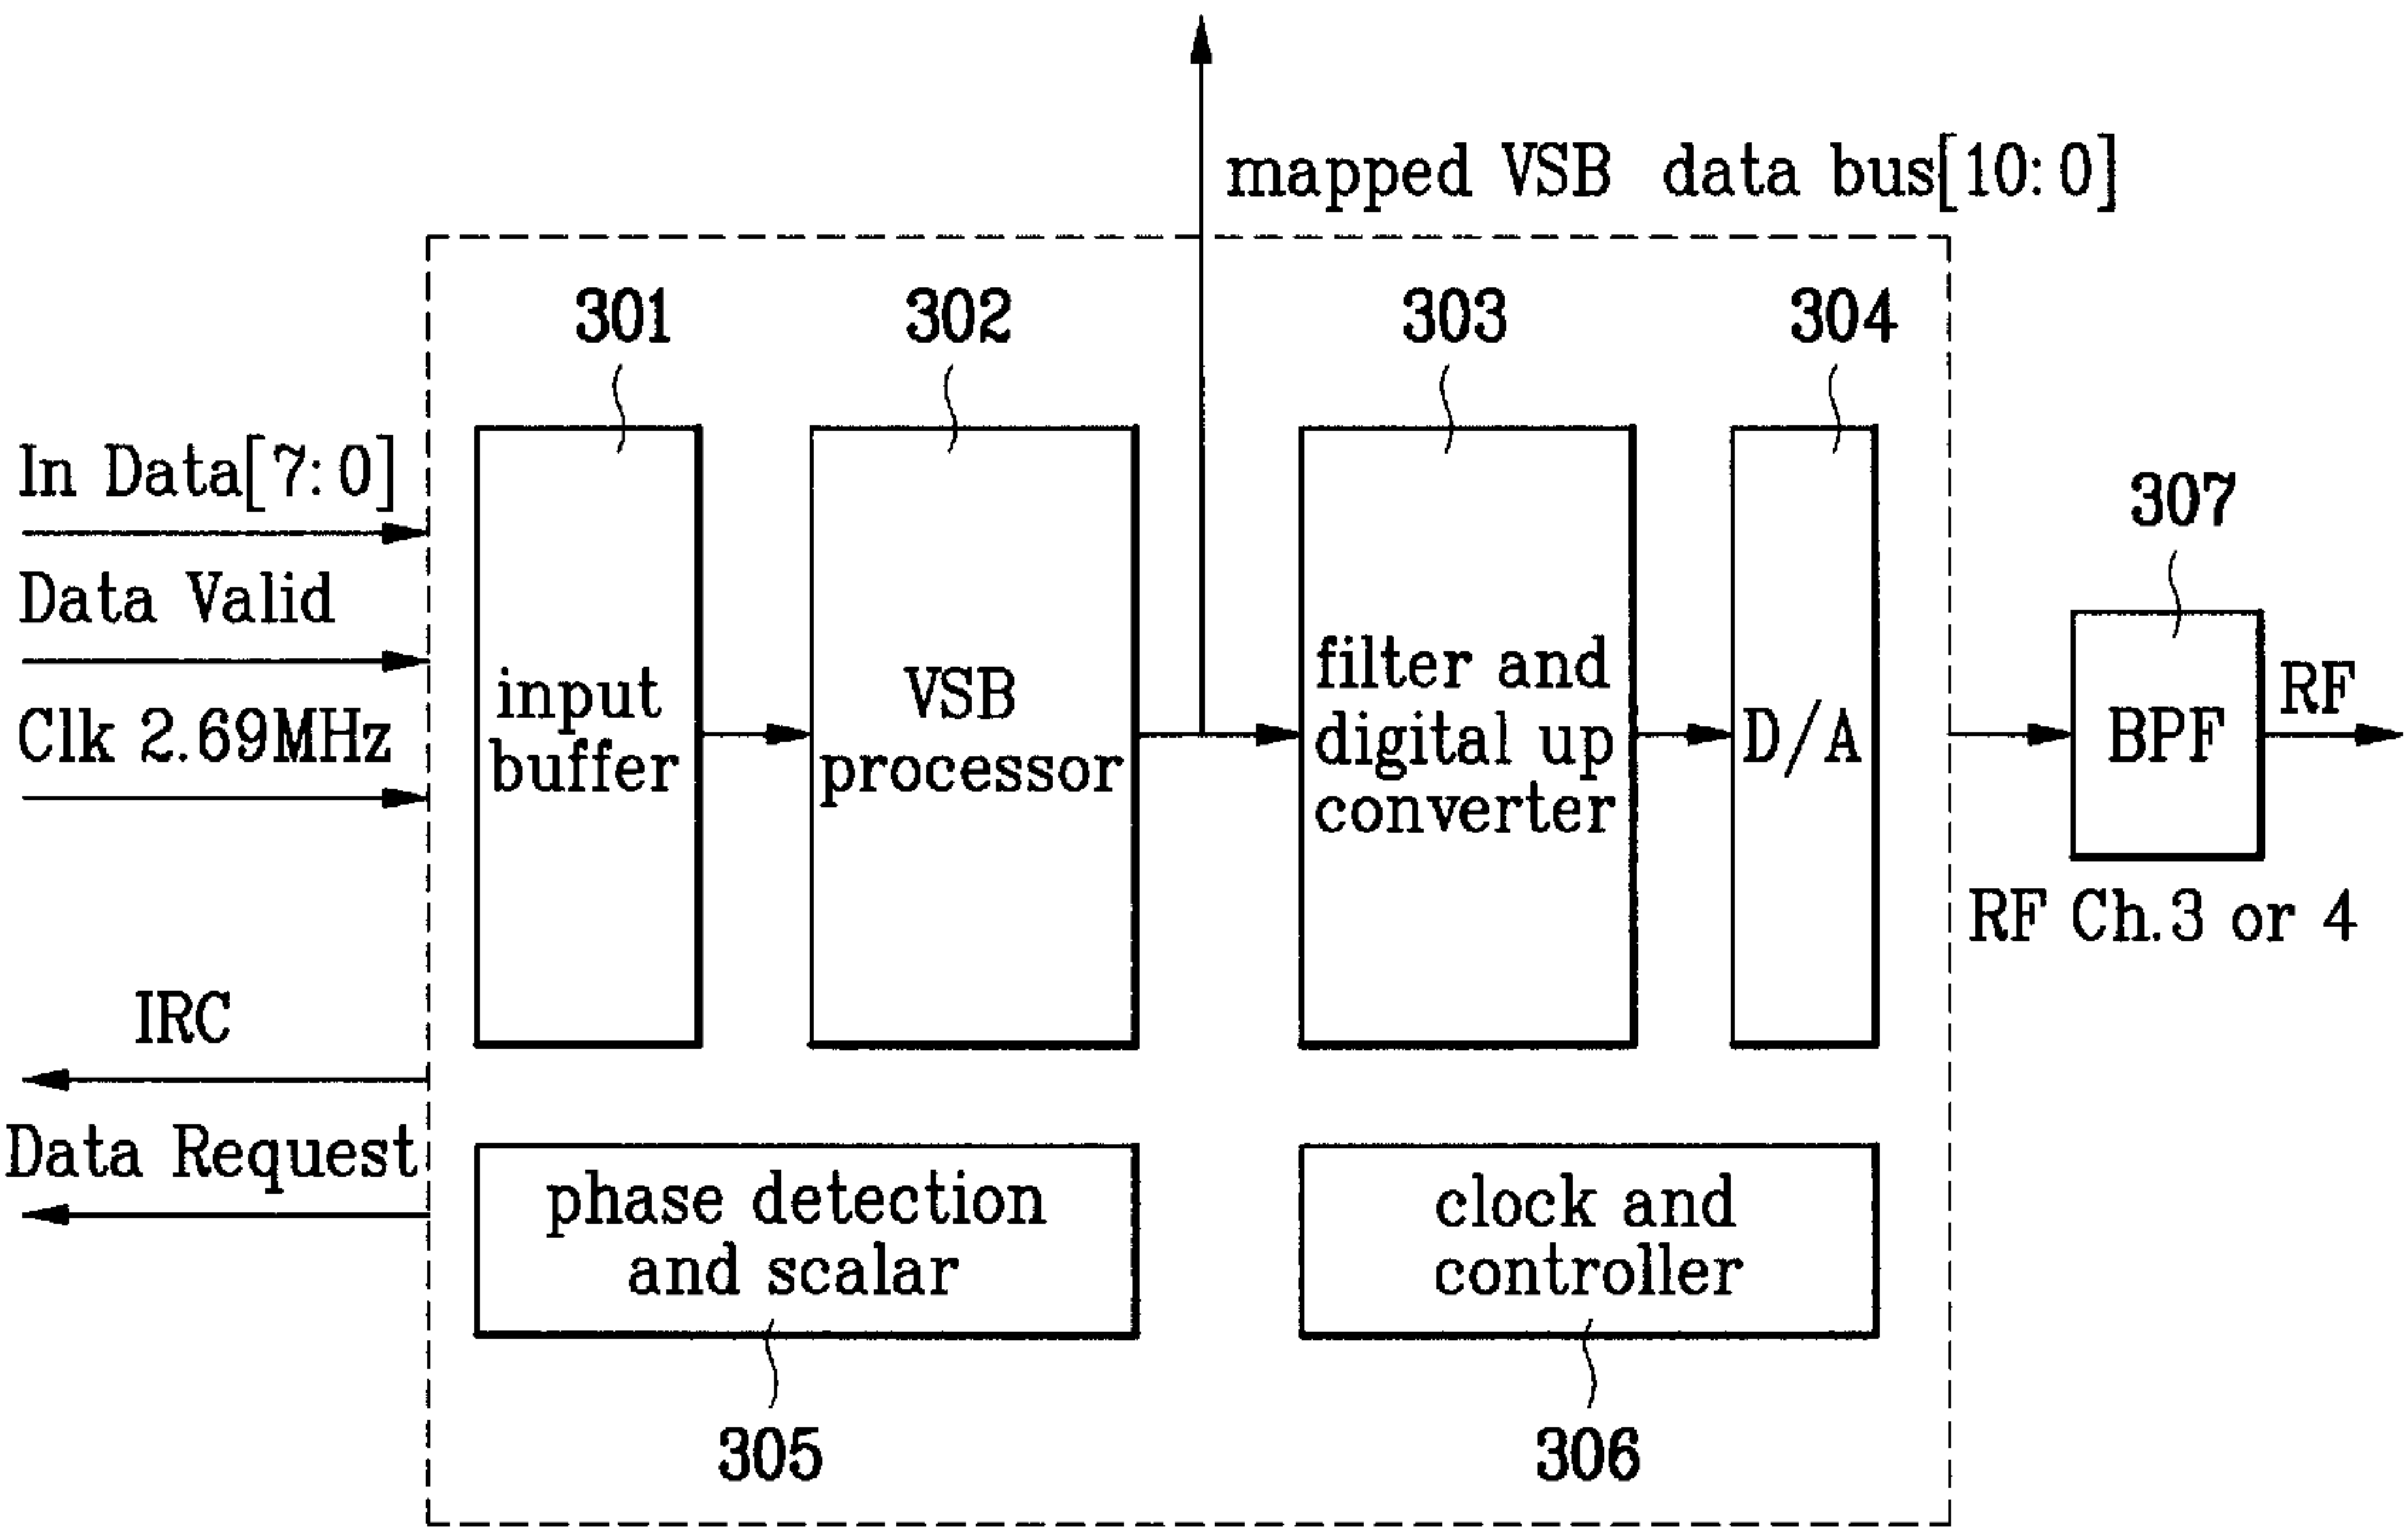 mapped VSB data bus[10:0]
301
302
303
304
In Data[7:0]
Data Valid
Clk 2.69MHz
IRC
Data Request
input
buffer
VSB
processor
filter and
digital up
converter
D/A
307
BPF
RF
RF Ch.3 or 4
phase detection
and scalar
clock and
controller
305
306